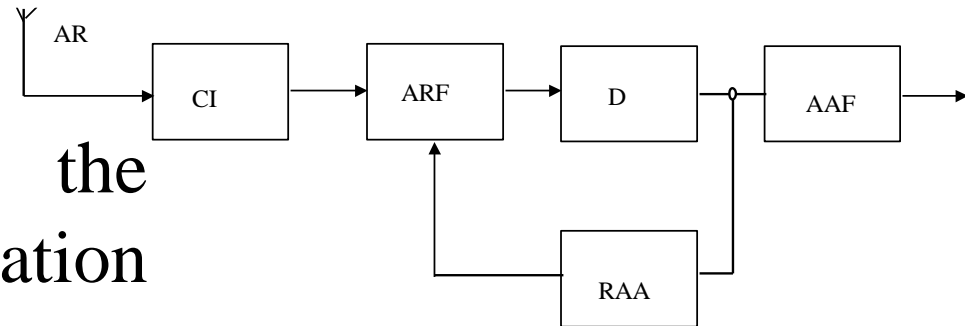 AR
CI
ARF
D
AAF
the
ation
RAA